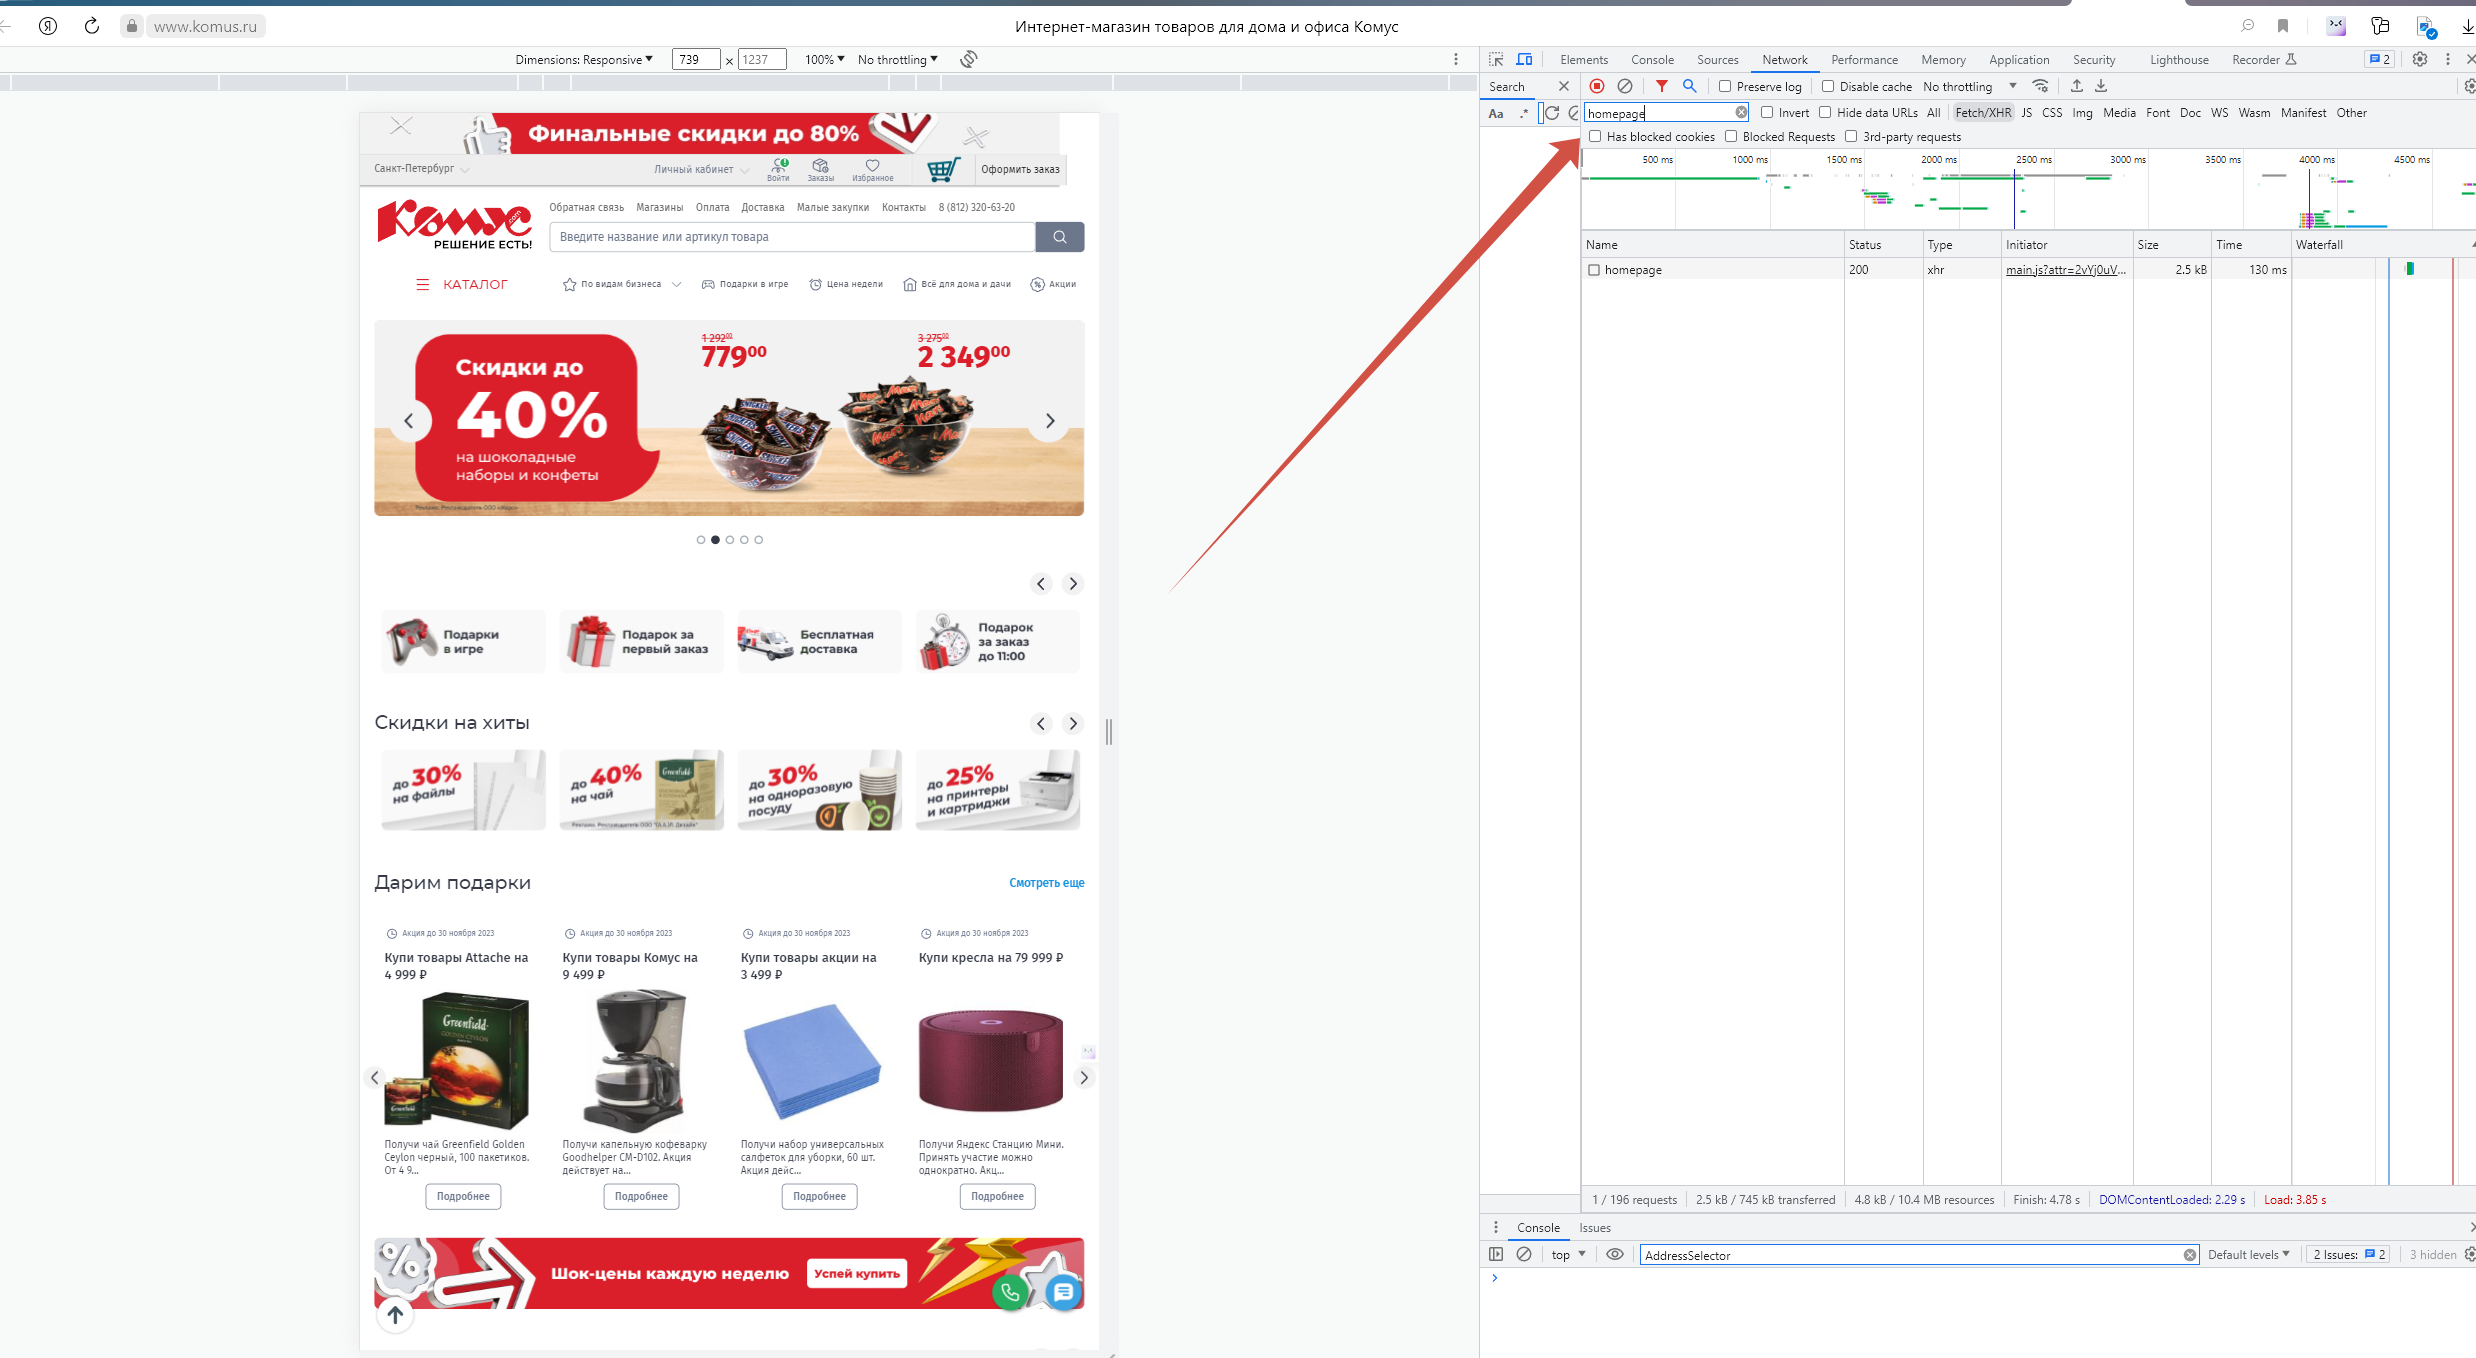 www.komus.ru
Интернет-магазин товаров для дома и офиса Комус
Dimensions: Responsive 739 x 1237 100% No throttling
Elements Console Sources Network Performance Memory Application Security Lighthouse Recorder 2
Search
Preserve log Disable cache No throttling
Aa .* homepage Invert Hide data URLs All Fetch/XHR JS CSS Img Media Font Doc WS Wasm Manifest Other
Has blocked cookies Blocked Requests 3rd-party requests
500 ms 1000 ms 1500 ms 2000 ms 2500 ms 3000 ms 3500 ms 4000 ms 4500 ms
Name Status Type Initiator Size Time Waterfall
homepage 200 xhr main.js?attr=2vYj0uV... 2.5 kB 130 ms
Финальные скидки до 80%
Санкт-Петербург Личный кабинет Войти Заказы Избранное Оформить заказ
Комус .com
РЕШЕНИЕ ЕСТЬ!
Обратная связь Магазины Оплата Доставка Малые закупки Контакты 8 (812) 320-63-20
Введите название или артикул товара
КАТАЛОГ По видам бизнеса Подарки в игре Цена недели Всё для дома и дачи Акции
Скидки до
40%
на шоколадные
наборы и конфеты
1 292⁰⁰
779⁰⁰
3 275⁰⁰
2 349⁰⁰
Подарки
в игре
Подарок за
первый заказ
Бесплатная
доставка
Подарок
за заказ
до 11:00
Скидки на хиты
до 30%
на файлы
до 40%
на чай
Greenfield
до 30%
на одноразовую
посуду
до 25%
на принтеры
и картриджи
Дарим подарки
Смотреть еще
Акция до 30 ноября 2023
Купи товары Attache на
4 999 ₽
Greenfield
GOLDEN CEYLON
Получи чай Greenfield Golden
Ceylon черный, 100 пакетиков.
От 4 9...
Подробнее
Акция до 30 ноября 2023
Купи товары Комус на
9 499 ₽
Получи капельную кофеварку
Goodhelper CM-D102. Акция
действует на...
Подробнее
Акция до 30 ноября 2023
Купи товары акции на
3 499 ₽
Получи набор универсальных
салфеток для уборки, 60 шт.
Акция дейс...
Подробнее
Акция до 30 ноября 2023
Купи кресла на 79 999 ₽
Получи Яндекс Станцию Мини.
Принять участие можно
однократно. Акц...
Подробнее
Шок-цены каждую неделю Успей купить
1 / 196 requests 2.5 kB / 745 kB transferred 4.8 kB / 10.4 MB resources Finish: 4.78 s DOMContentLoaded: 2.29 s Load: 3.85 s
Console Issues
top AddressSelector Default levels 2 Issues: 2 3 hidden